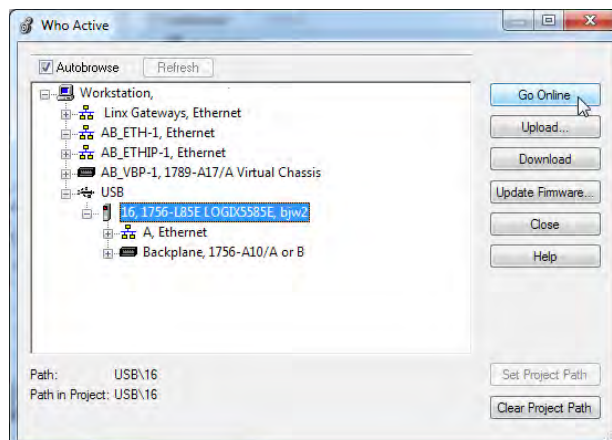 Who Active
Autobrowse
Refresh
Workstation,
Linx Gateways, Ethernet
AB_ETH-1, Ethernet
AB_ETHIP-1, Ethernet
AB_VBP-1, 1789-A17/A Virtual Chassis
USB
16, 1756-L85E LOGIX5585E, bjw2
A, Ethernet
Backplane, 1756-A10/A or B
Go Online
Upload...
Download
Update Firmware...
Close
Help
Path: USB\16
Path in Project: USB\16
Set Project Path
Clear Project Path